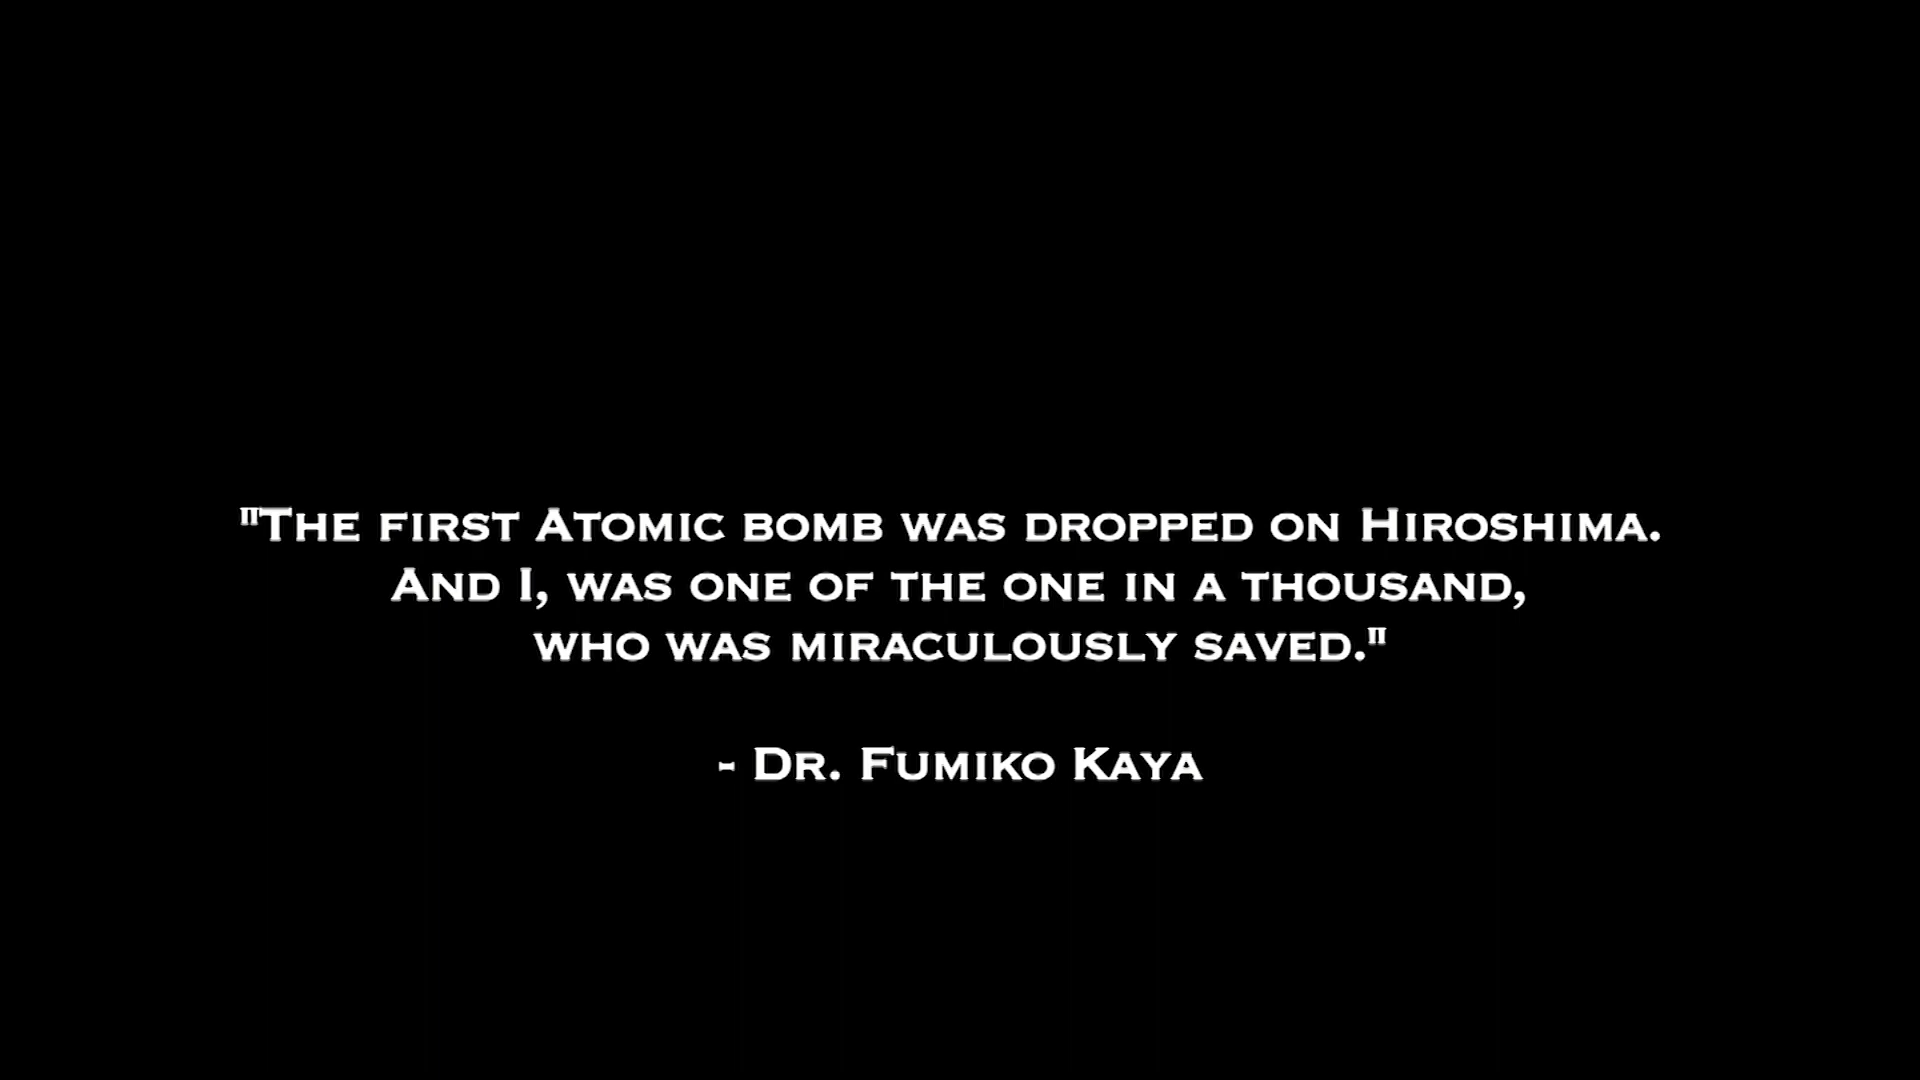 "The first Atomic bomb was dropped on Hiroshima.
And I, was one of the one in a thousand,
who was miraculously saved."
- Dr. Fumiko Kaya